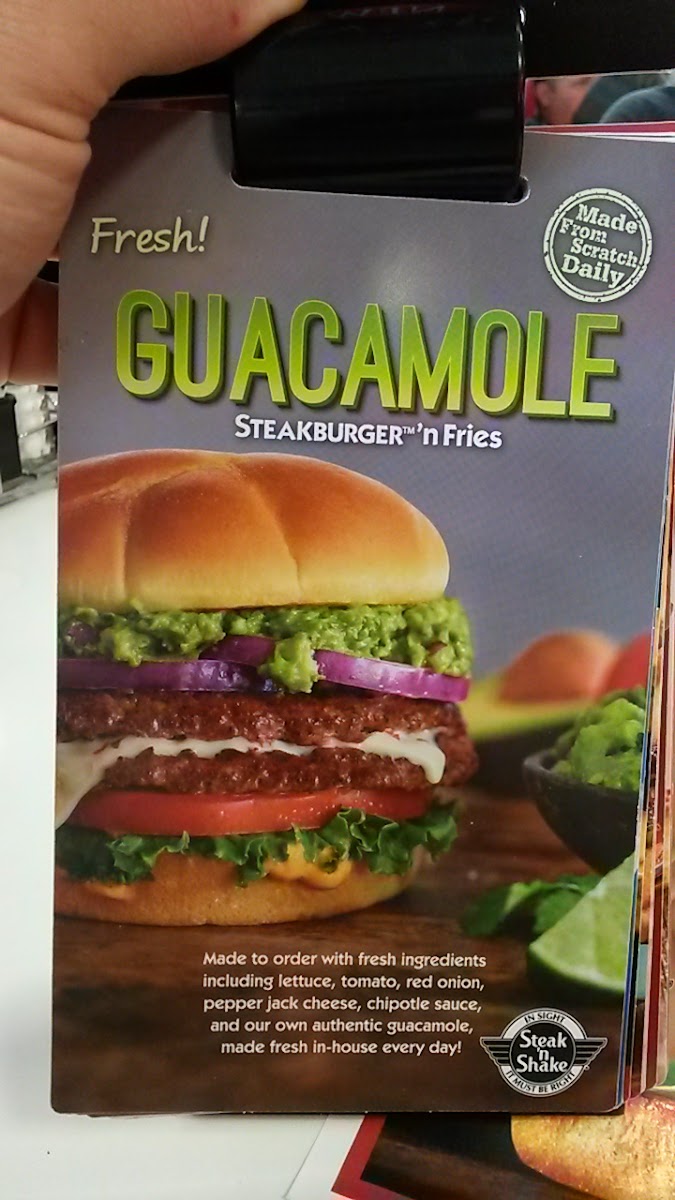 Fresh!
Made
From
Scratch
Daily
GUACAMOLE
STEAKBURGER™ 'n Fries
Made to order with fresh ingredients
including lettuce, tomato, red onion,
pepper jack cheese, chipotle sauce,
and our own authentic guacamole,
made fresh in-house every day!
IN SIGHT
Steak
'n
Shake
IT MUST BE RIGHT